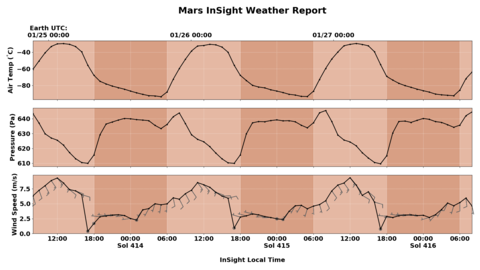 Mars InSight Weather Report
Earth UTC:
01/25 00:00 01/26 00:00 01/27 00:00
Air Temp (°C)
−40
−60
−80
Pressure (Pa)
640
630
620
610
Wind Speed (m/s)
7.5
5.0
2.5
0.0
12:00 18:00 00:00 06:00 12:00 18:00 00:00 06:00 12:00 18:00 00:00 06:00
Sol 414 Sol 415 Sol 416
InSight Local Time